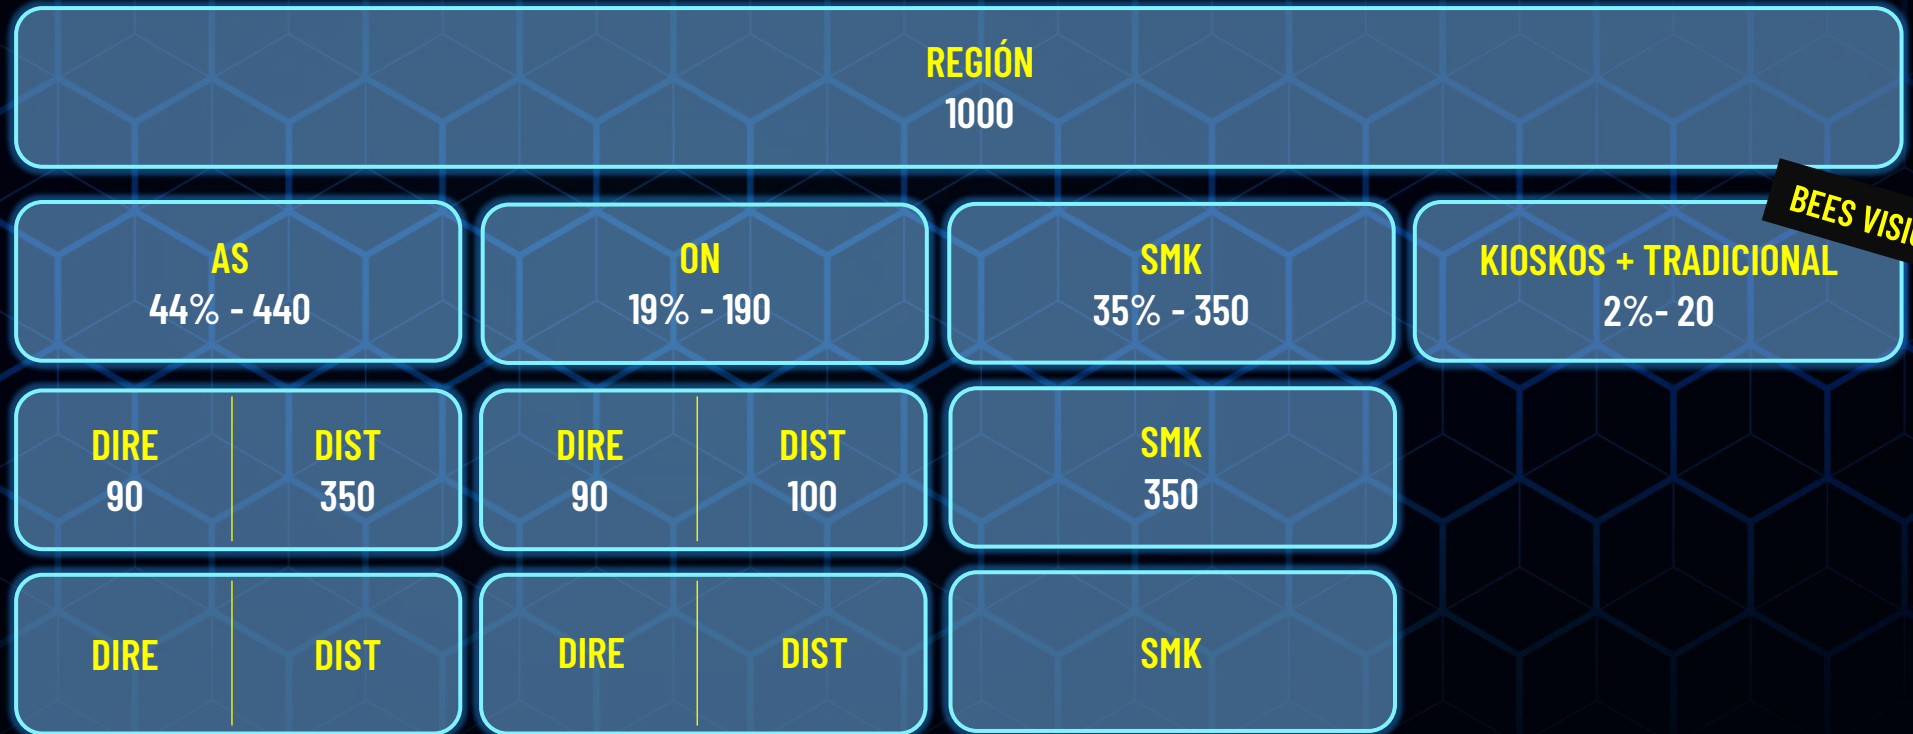 REGIÓN
1000
BEES
AS
44% - 440
ON
19% - 190
SMK
35% - 350
KIOSKOS + TRADICIONAL
2%- 20
DIRE
90
DIST
350
DIRE
90
DIST
100
SMK
350
DIRE
DIST
DIRE
DIST
SMK